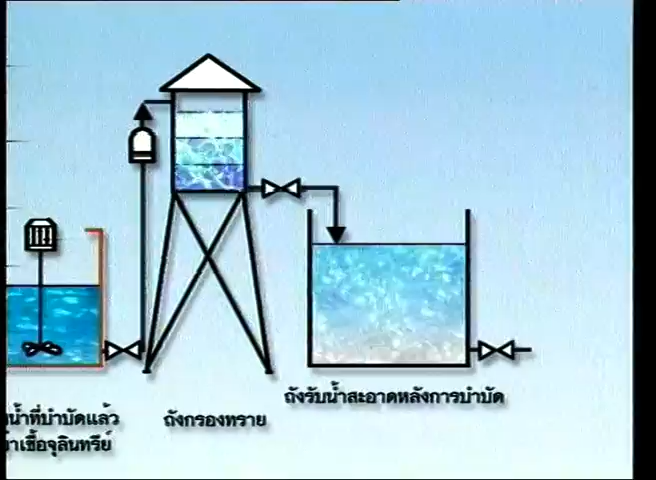 น้ำที่บำบัดแล้ว
ฆ่าเชื้อจุลินทรีย์
ถังกรองทราย
ถังรับน้ำสะอาดหลังการบำบัด